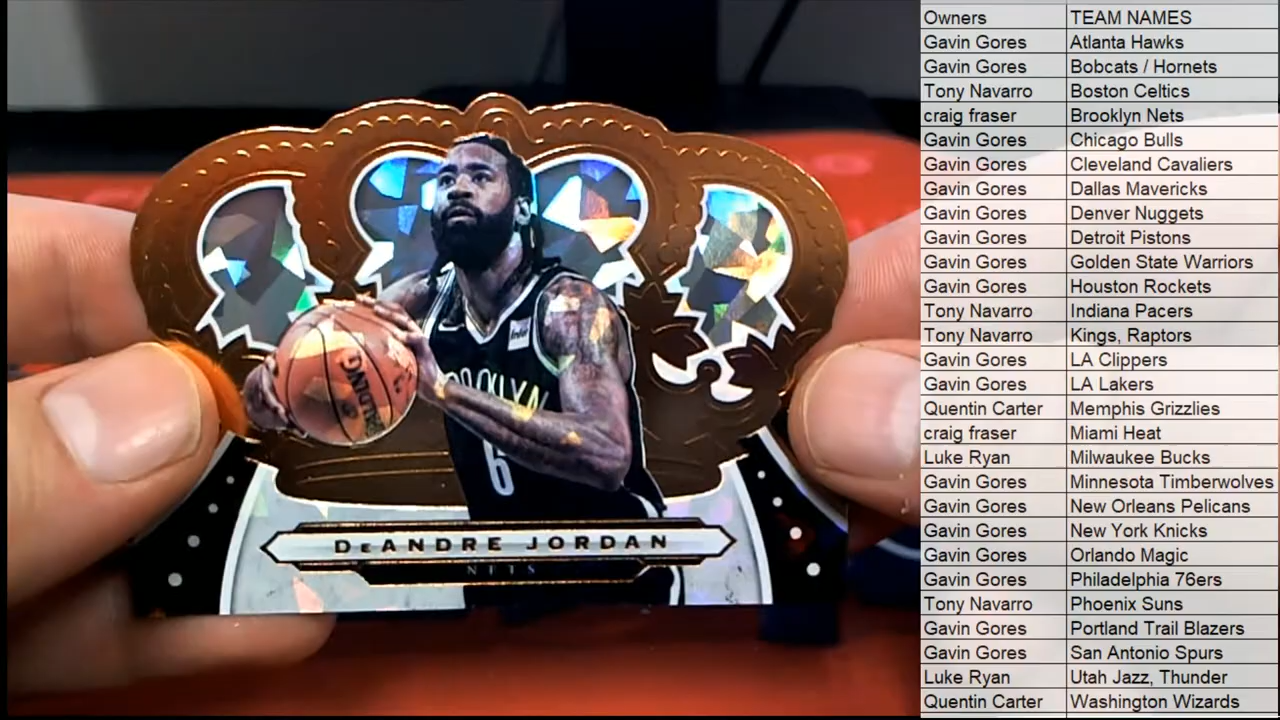 SPALDING
BROOKLYN
6
DEANDRE JORDAN
NETS
Owners TEAM NAMES
Gavin Gores Atlanta Hawks
Gavin Gores Bobcats / Hornets
Tony Navarro Boston Celtics
craig fraser Brooklyn Nets
Gavin Gores Chicago Bulls
Gavin Gores Cleveland Cavaliers
Gavin Gores Dallas Mavericks
Gavin Gores Denver Nuggets
Gavin Gores Detroit Pistons
Gavin Gores Golden State Warriors
Gavin Gores Houston Rockets
Tony Navarro Indiana Pacers
Tony Navarro Kings, Raptors
Gavin Gores LA Clippers
Gavin Gores LA Lakers
Quentin Carter Memphis Grizzlies
craig fraser Miami Heat
Luke Ryan Milwaukee Bucks
Gavin Gores Minnesota Timberwolves
Gavin Gores New Orleans Pelicans
Gavin Gores New York Knicks
Gavin Gores Orlando Magic
Gavin Gores Philadelphia 76ers
Tony Navarro Phoenix Suns
Gavin Gores Portland Trail Blazers
Gavin Gores San Antonio Spurs
Luke Ryan Utah Jazz, Thunder
Quentin Carter Washington Wizards